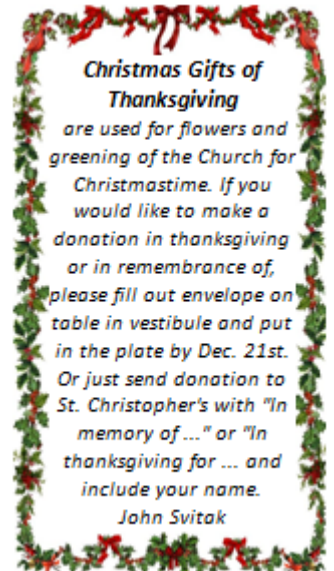 Christmas Gifts of
Thanksgiving
are used for flowers and
greening of the Church for
Christmastime. If you
would like to make a
donation in thanksgiving
or in remembrance of,
please fill out envelope on
table in vestibule and put
in the plate by Dec. 21st.
Or just send donation to
St. Christopher's with "In
memory of ..." or "In
thanksgiving for ... and
include your name.
John Svitak